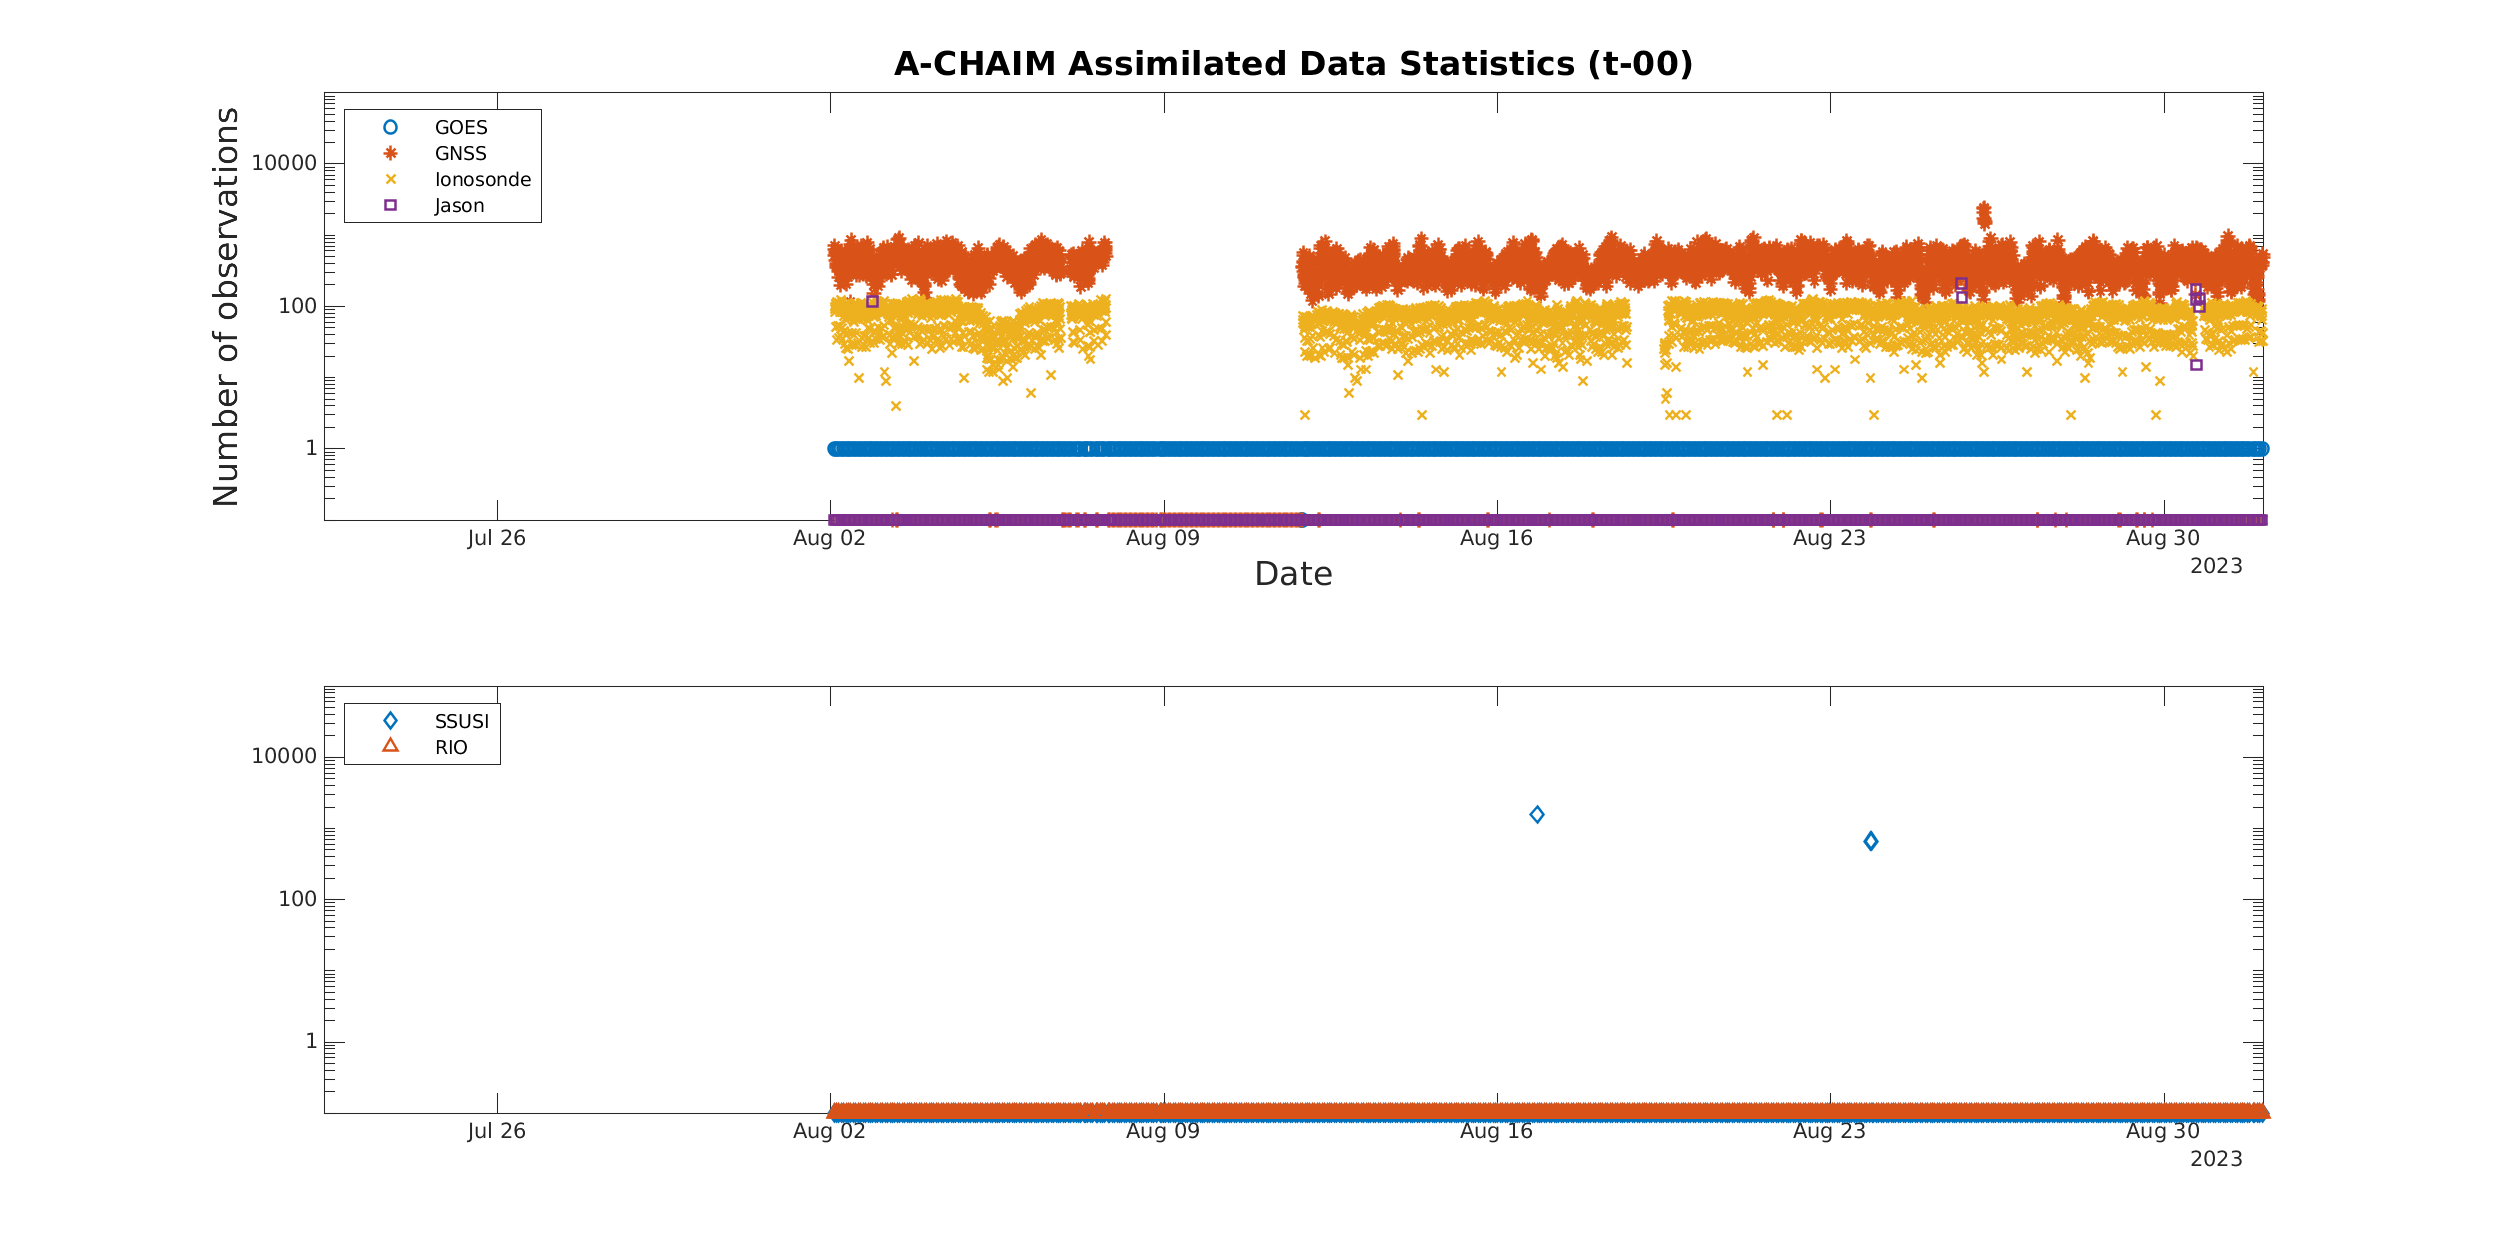 A-CHAIM Assimilated Data Statistics (t-00)
Number of observations
GOES
GNSS
Ionosonde
Jason
10000
100
1
Jul 26
Aug 02
Aug 09
Aug 16
Aug 23
Aug 30
2023
Date
SSUSI
RIO
10000
100
1
Jul 26
Aug 02
Aug 09
Aug 16
Aug 23
Aug 30
2023